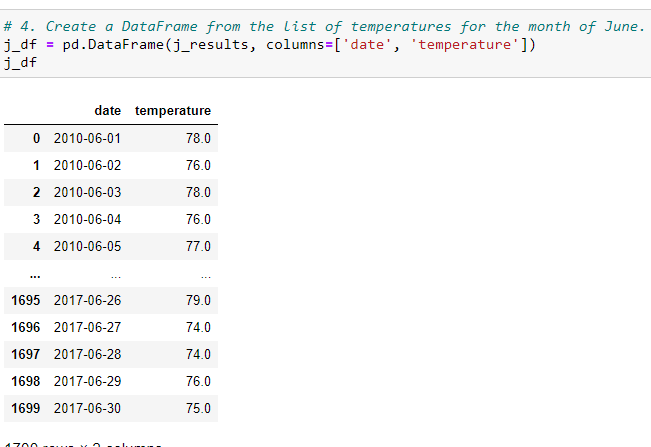 # 4. Create a DataFrame from the list of temperatures for the month of June.
j_df = pd.DataFrame(j_results, columns=['date', 'temperature'])
j_df
date temperature
0 2010-06-01 78.0
1 2010-06-02 76.0
2 2010-06-03 78.0
3 2010-06-04 76.0
4 2010-06-05 77.0
... ... ...
1695 2017-06-26 79.0
1696 2017-06-27 74.0
1697 2017-06-28 74.0
1698 2017-06-29 76.0
1699 2017-06-30 75.0
1700 rows × 2 columns